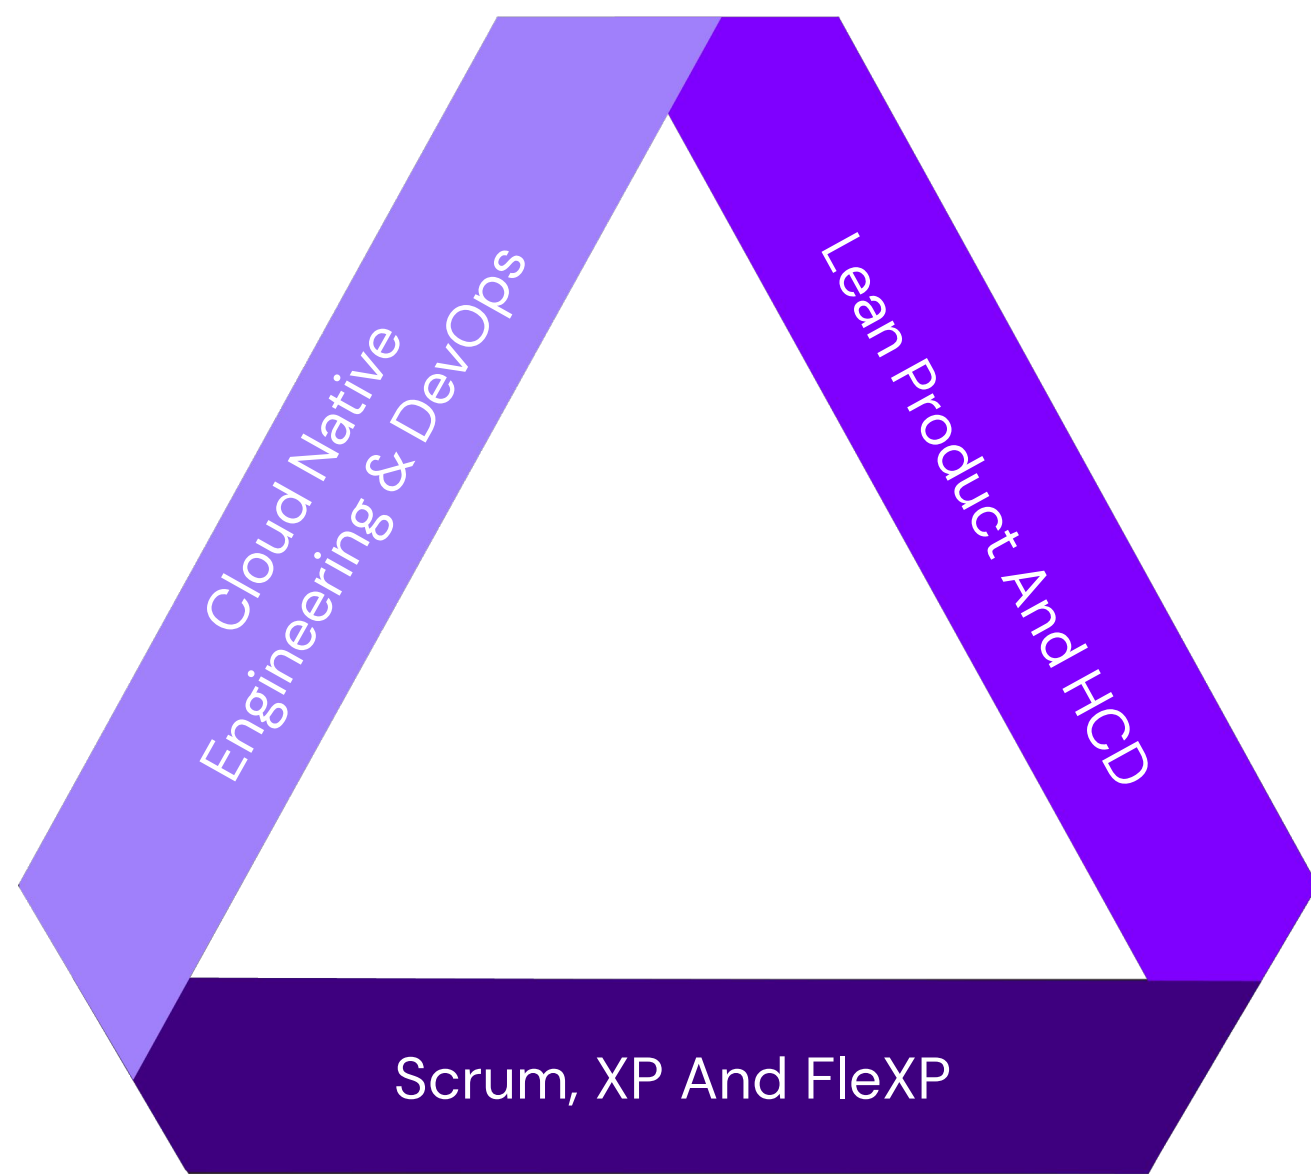 Cloud Native
Engineering & DevOps
Lean Product And HCD
Scrum, XP And FleXP